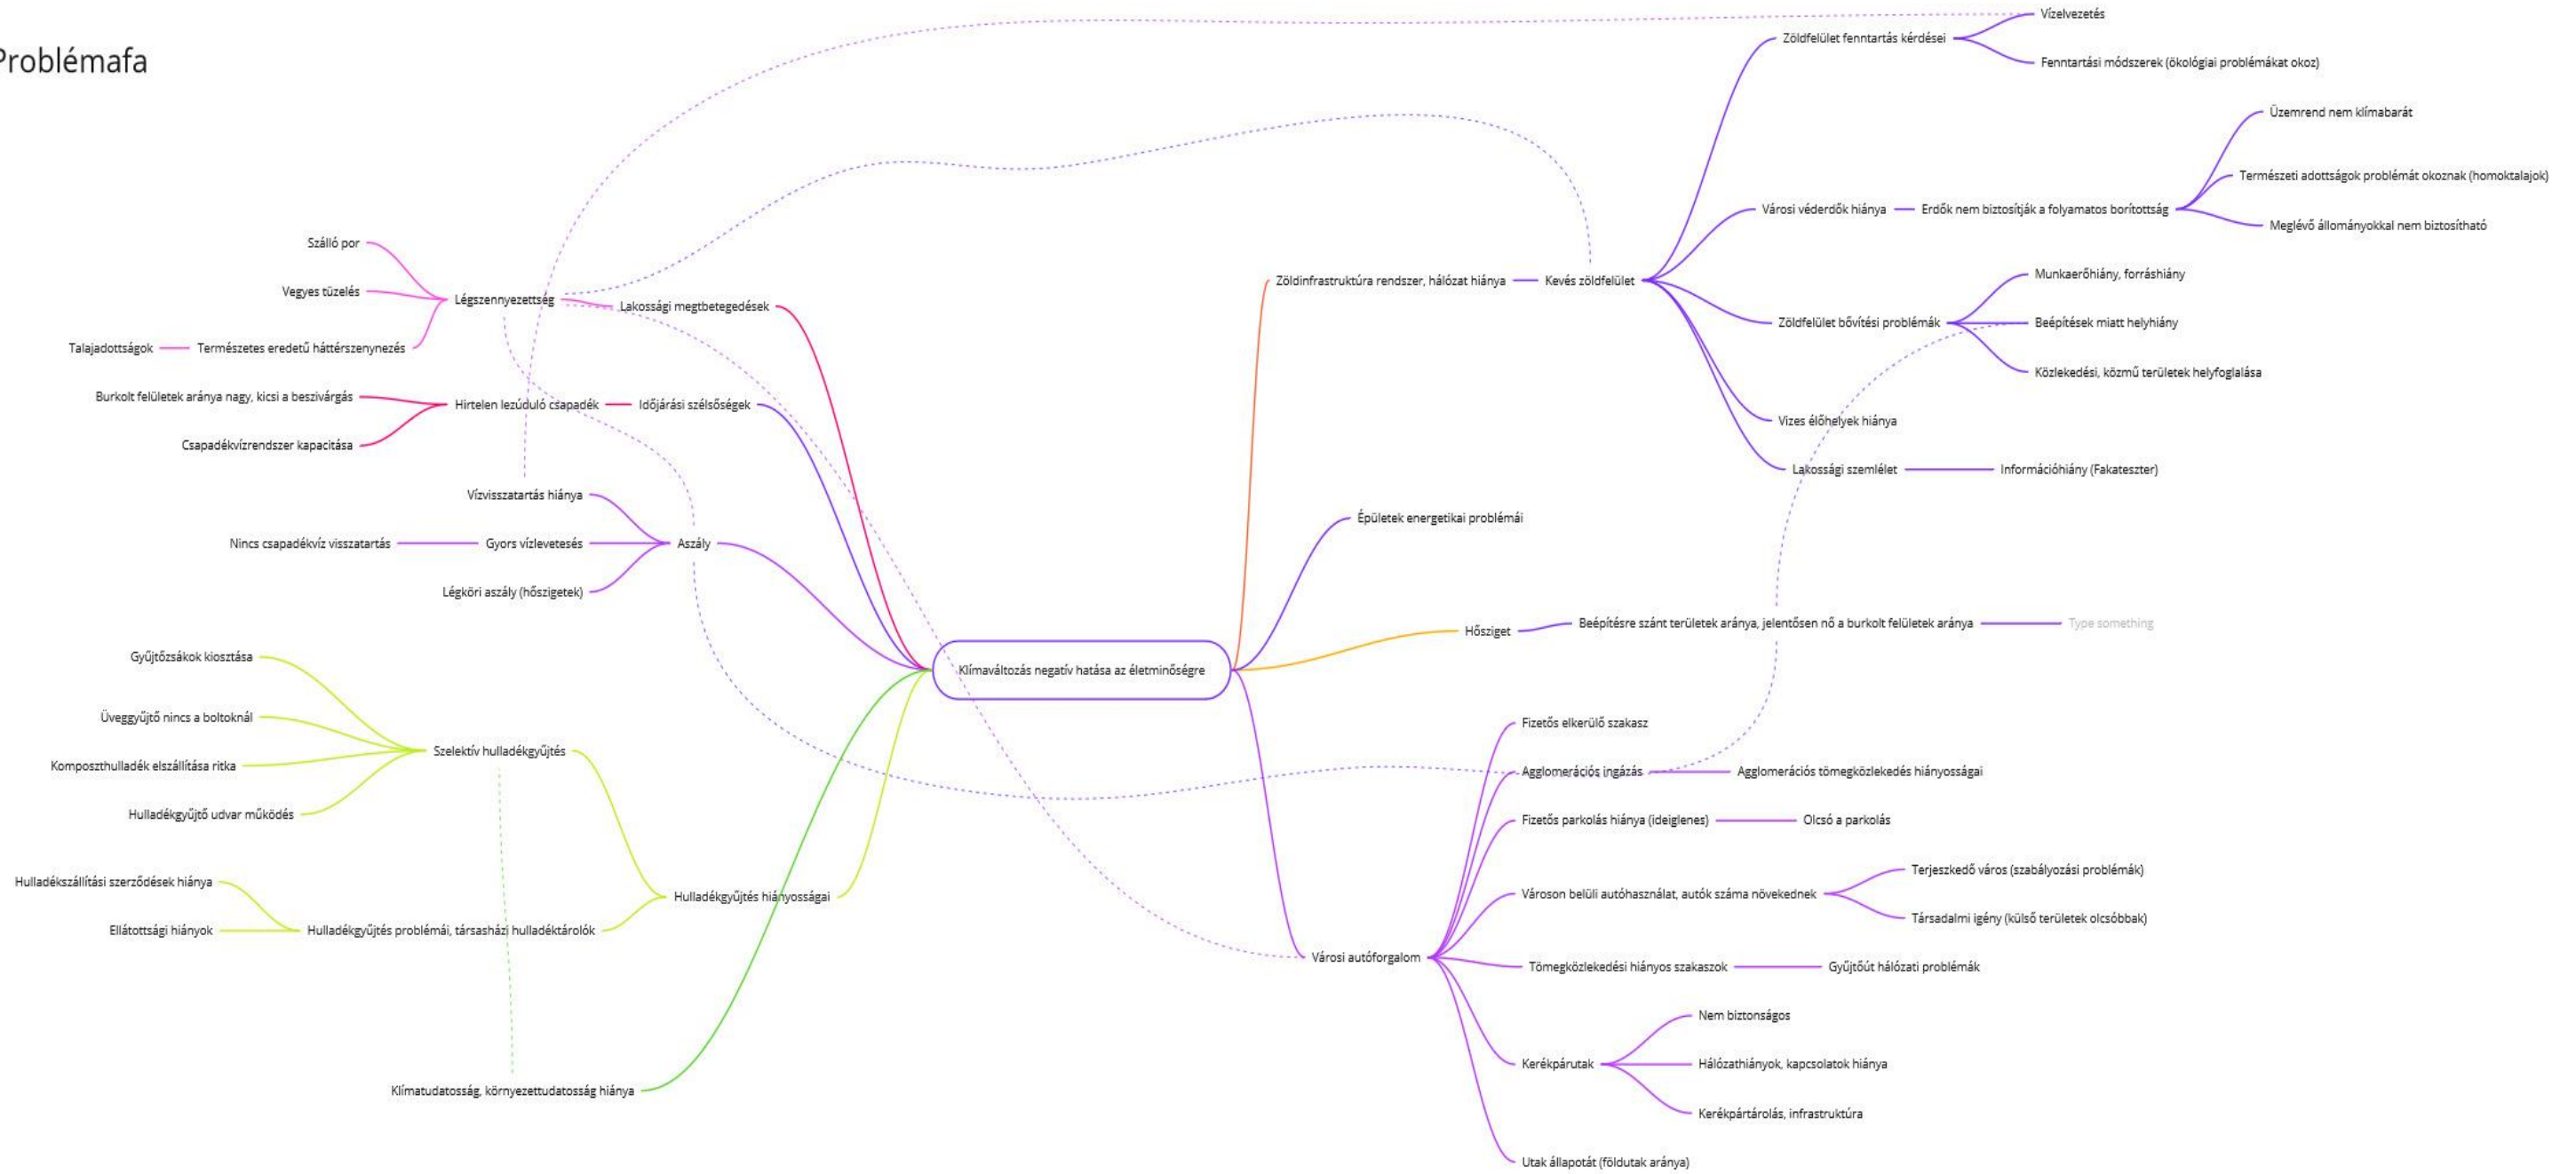 Problémafa
Vízelvezetés
Zöldfelület fenntartás kérdései
Fenntartási módszerek (ökológiai problémákat okoz)
Üzemrend nem klímabarát
Természeti adottságok problémát okoznak (homoktalajok)
Városi véderdők hiánya
Erdők nem biztosítják a folyamatos borítottság
Meglévő állományokkal nem biztosítható
Zöldinfrastruktúra rendszer, hálózat hiánya
Kevés zöldfelület
Munkaerőhiány, forráshiány
Zöldfelület bővítési problémák
Beépítések miatt helyhiány
Közlekedési, közmű területek helyfoglalása
Vizes élőhelyek hiánya
Lakossági szemlélet
Információhiány (Fakateszter)
Szálló por
Vegyes tüzelés
Légszennyezettség
Lakossági megtbetegedések
Talajadottságok
Természetes eredetű háttérszenynezés
Burkolt felületek aránya nagy, kicsi a beszivárgás
Hirtelen lezúduló csapadék
Időjárási szélsőségek
Csapadékvízrendszer kapacitása
Vízvisszatartás hiánya
Nincs csapadékvíz visszatartás
Gyors vízlevetesés
Aszály
Légköri aszály (hőszigetek)
Épületek energetikai problémái
Hősziget
Beépítésre szánt területek aránya, jelentősen nő a burkolt felületek aránya
Type something
Klímaváltozás negatív hatása az életminőségre
Gyűjtőzsákok kiosztása
Üveggyűjtő nincs a boltoknál
Szelektív hulladékgyűjtés
Komposzthulladék elszállítása ritka
Hulladékgyűjtő udvar működés
Hulladékszállítási szerződések hiánya
Hulladékgyűjtés hiányosságai
Ellátottsági hiányok
Hulladékgyűjtés problémái, társasházi hulladéktárolók
Klímatudatosság, környezettudatosság hiánya
Fizetős elkerülő szakasz
Agglomerációs ingázás
Agglomerációs tömegközlekedés hiányosságai
Fizetős parkolás hiánya (ideiglenes)
Olcsó a parkolás
Terjeszkedő város (szabályozási problémák)
Városon belüli autóhasználat, autók száma növekednek
Társadalmi igény (külső területek olcsóbbak)
Városi autóforgalom
Tömegközlekedési hiányos szakaszok
Gyűjtőút hálózati problémák
Nem biztonságos
Kerékpárutak
Hálózathiányok, kapcsolatok hiánya
Kerékpártárolás, infrastruktúra
Utak állapotát (földutak aránya)